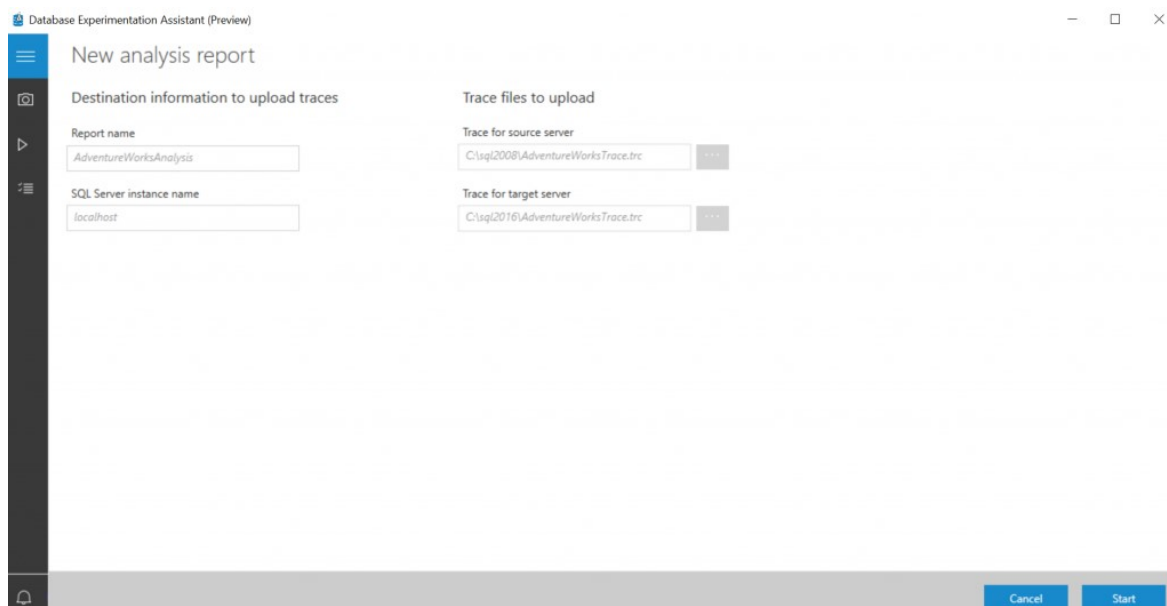 Database Experimentation Assistant (Preview)
New analysis report
Destination information to upload traces
Report name
AdventureWorksAnalysis
SQL Server instance name
localhost
Trace files to upload
Trace for source server
C:\sql2008\AdventureWorksTrace.trc
...
Trace for target server
C:\sql2016\AdventureWorksTrace.trc
...
Cancel
Start